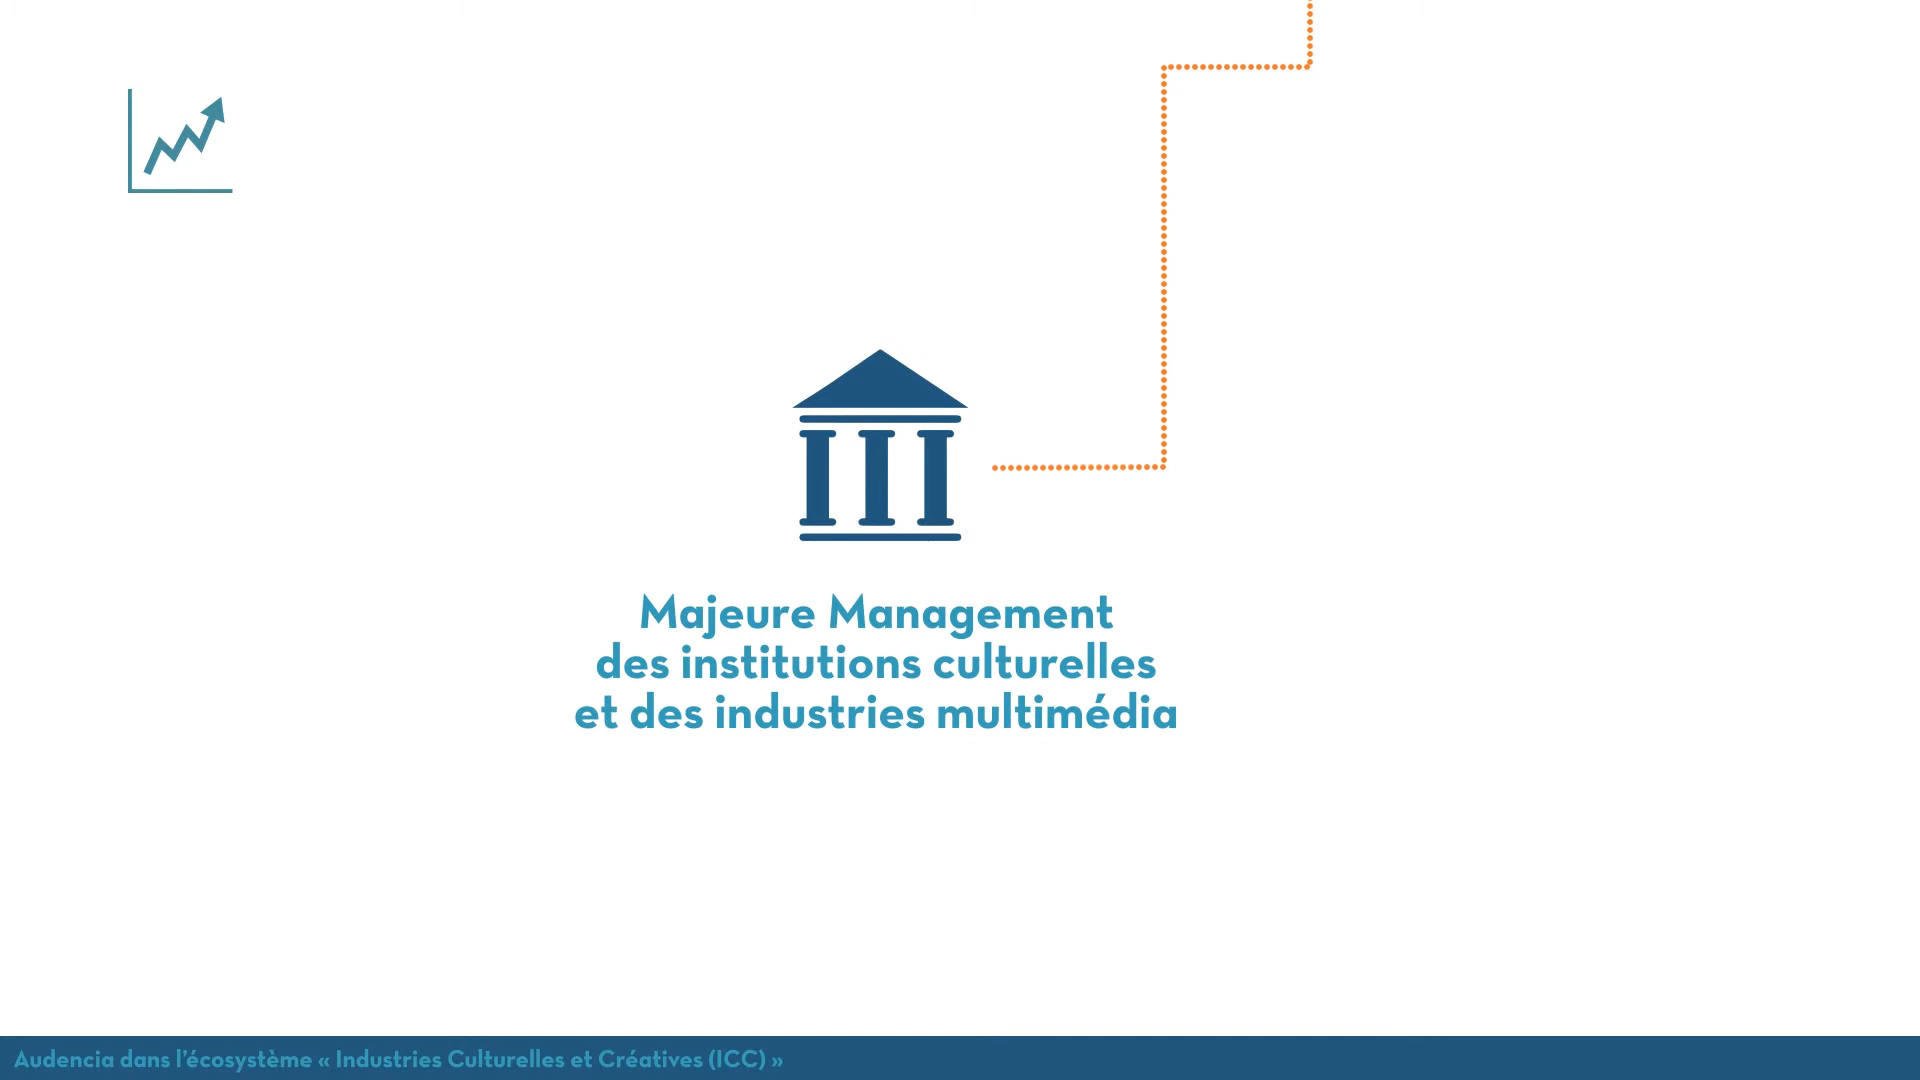 Majeure Management
des institutions culturelles
et des industries multimédia
Audencia dans l'écosystème « Industries Culturelles et Créatives (ICC) »